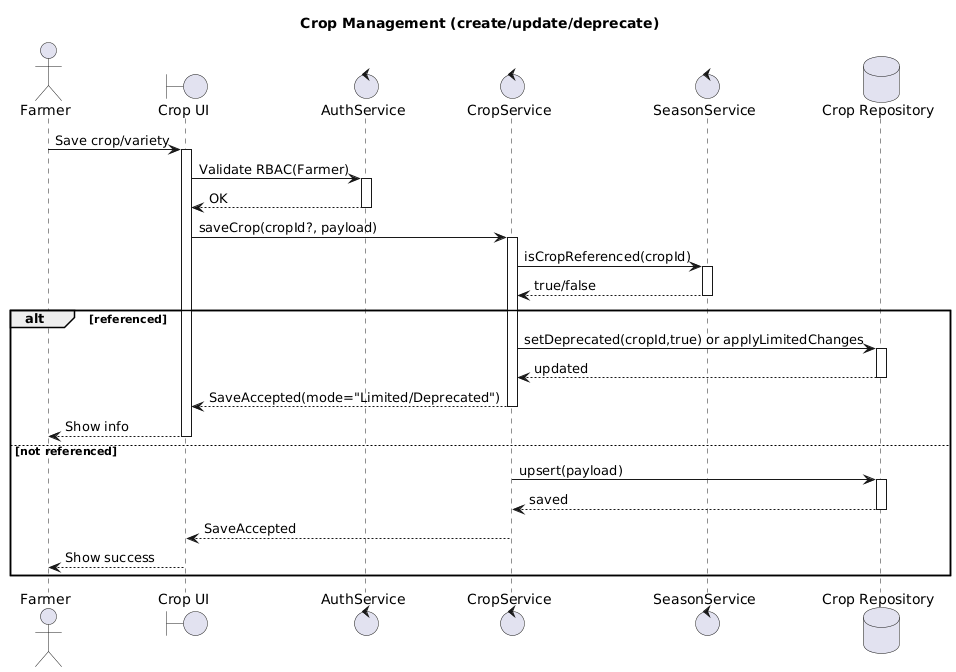 Crop Management (create/update/deprecate)
Farmer
Crop UI
AuthService
CropService
SeasonService
Crop Repository
Save crop/variety
Validate RBAC(Farmer)
OK
saveCrop(cropId?, payload)
isCropReferenced(cropId)
true/false
alt
[referenced]
setDeprecated(cropId,true) or applyLimitedChanges
updated
SaveAccepted(mode="Limited/Deprecated")
Show info
[not referenced]
upsert(payload)
saved
SaveAccepted
Show success
Farmer
Crop UI
AuthService
CropService
SeasonService
Crop Repository